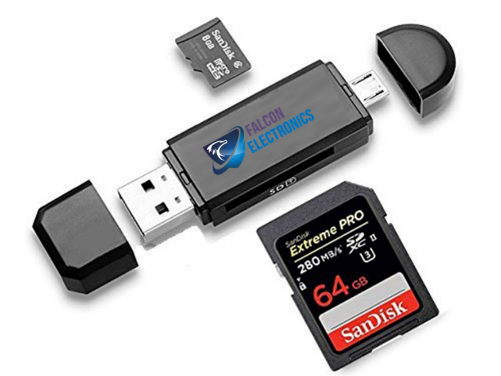 SanDisk
8GB
micro
SD
HC
FALCON
ELECTRONICS
SD
SanDisk
Extreme PRO
280 MB/s SD XC II
U3
64 GB
SanDisk